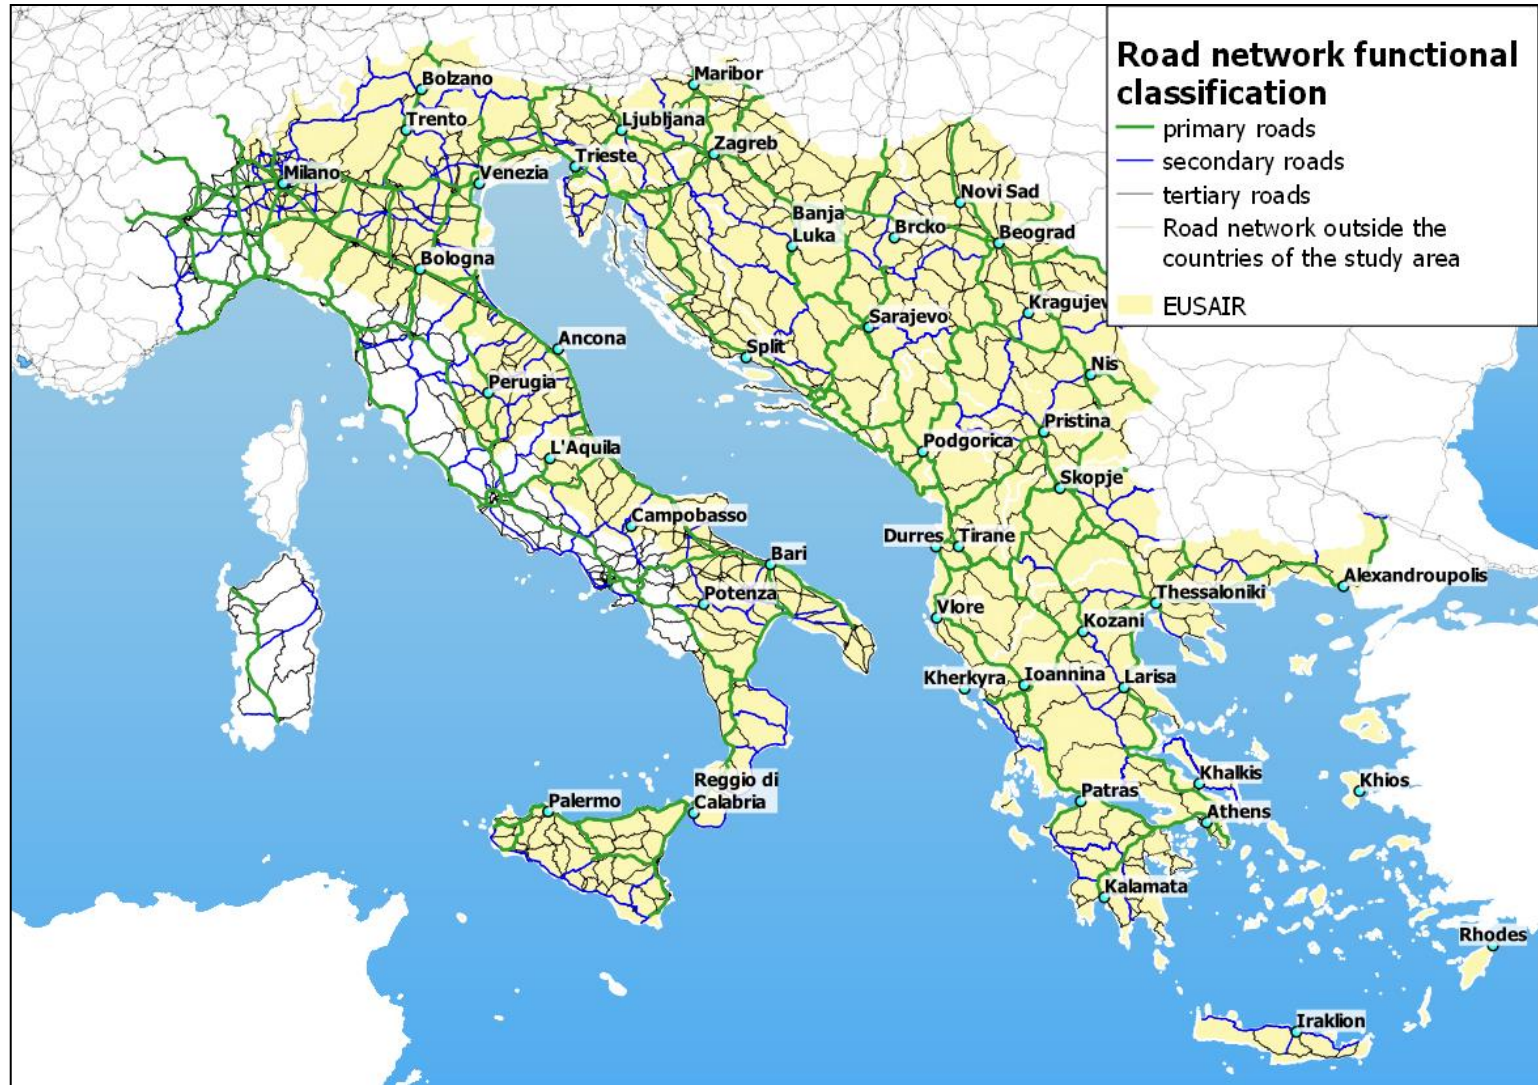 Road network functional
classification
primary roads
secondary roads
tertiary roads
Road network outside the
countries of the study area
EUSAIR
Bolzano
Maribor
Trento
Ljubljana
Zagreb
Trieste
Milano
Venezia
Novi Sad
Banja
Luka
Brcko
Beograd
Bologna
Kragujev
Sarajevo
Ancona
Split
Nis
Perugia
Pristina
Podgorica
L'Aquila
Skopje
Campobasso
Durres
Tirane
Bari
Alexandroupolis
Potenza
Thessaloniki
Vlore
Kozani
Kherkyra
Ioannina
Larisa
Reggio di
Calabria
Khalkis
Khios
Palermo
Patras
Athens
Kalamata
Rhodes
Iraklion